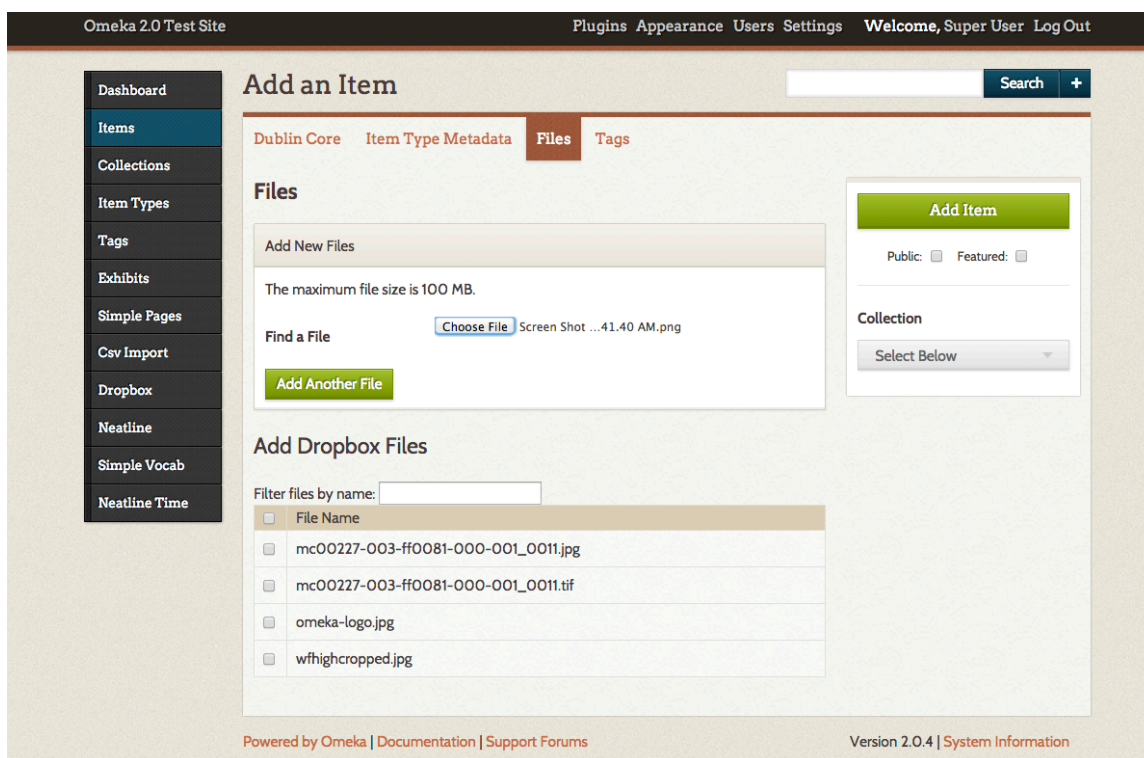 Omeka 2.0 Test Site
Plugins Appearance Users Settings Welcome, Super User Log Out
Dashboard
Items
Collections
Item Types
Tags
Exhibits
Simple Pages
Csv Import
Dropbox
Neatline
Simple Vocab
Neatline Time
Add an Item
Search +
Dublin Core Item Type Metadata Files Tags
Files
Add New Files
The maximum file size is 100 MB.
Find a File
Choose File Screen Shot ...41.40 AM.png
Add Another File
Add Dropbox Files
Filter files by name:
File Name
mc00227-003-ff0081-000-001_0011.jpg
mc00227-003-ff0081-000-001_0011.tif
omeka-logo.jpg
wfhighcropped.jpg
Add Item
Public: Featured:
Collection
Select Below
Powered by Omeka | Documentation | Support Forums
Version 2.0.4 | System Information